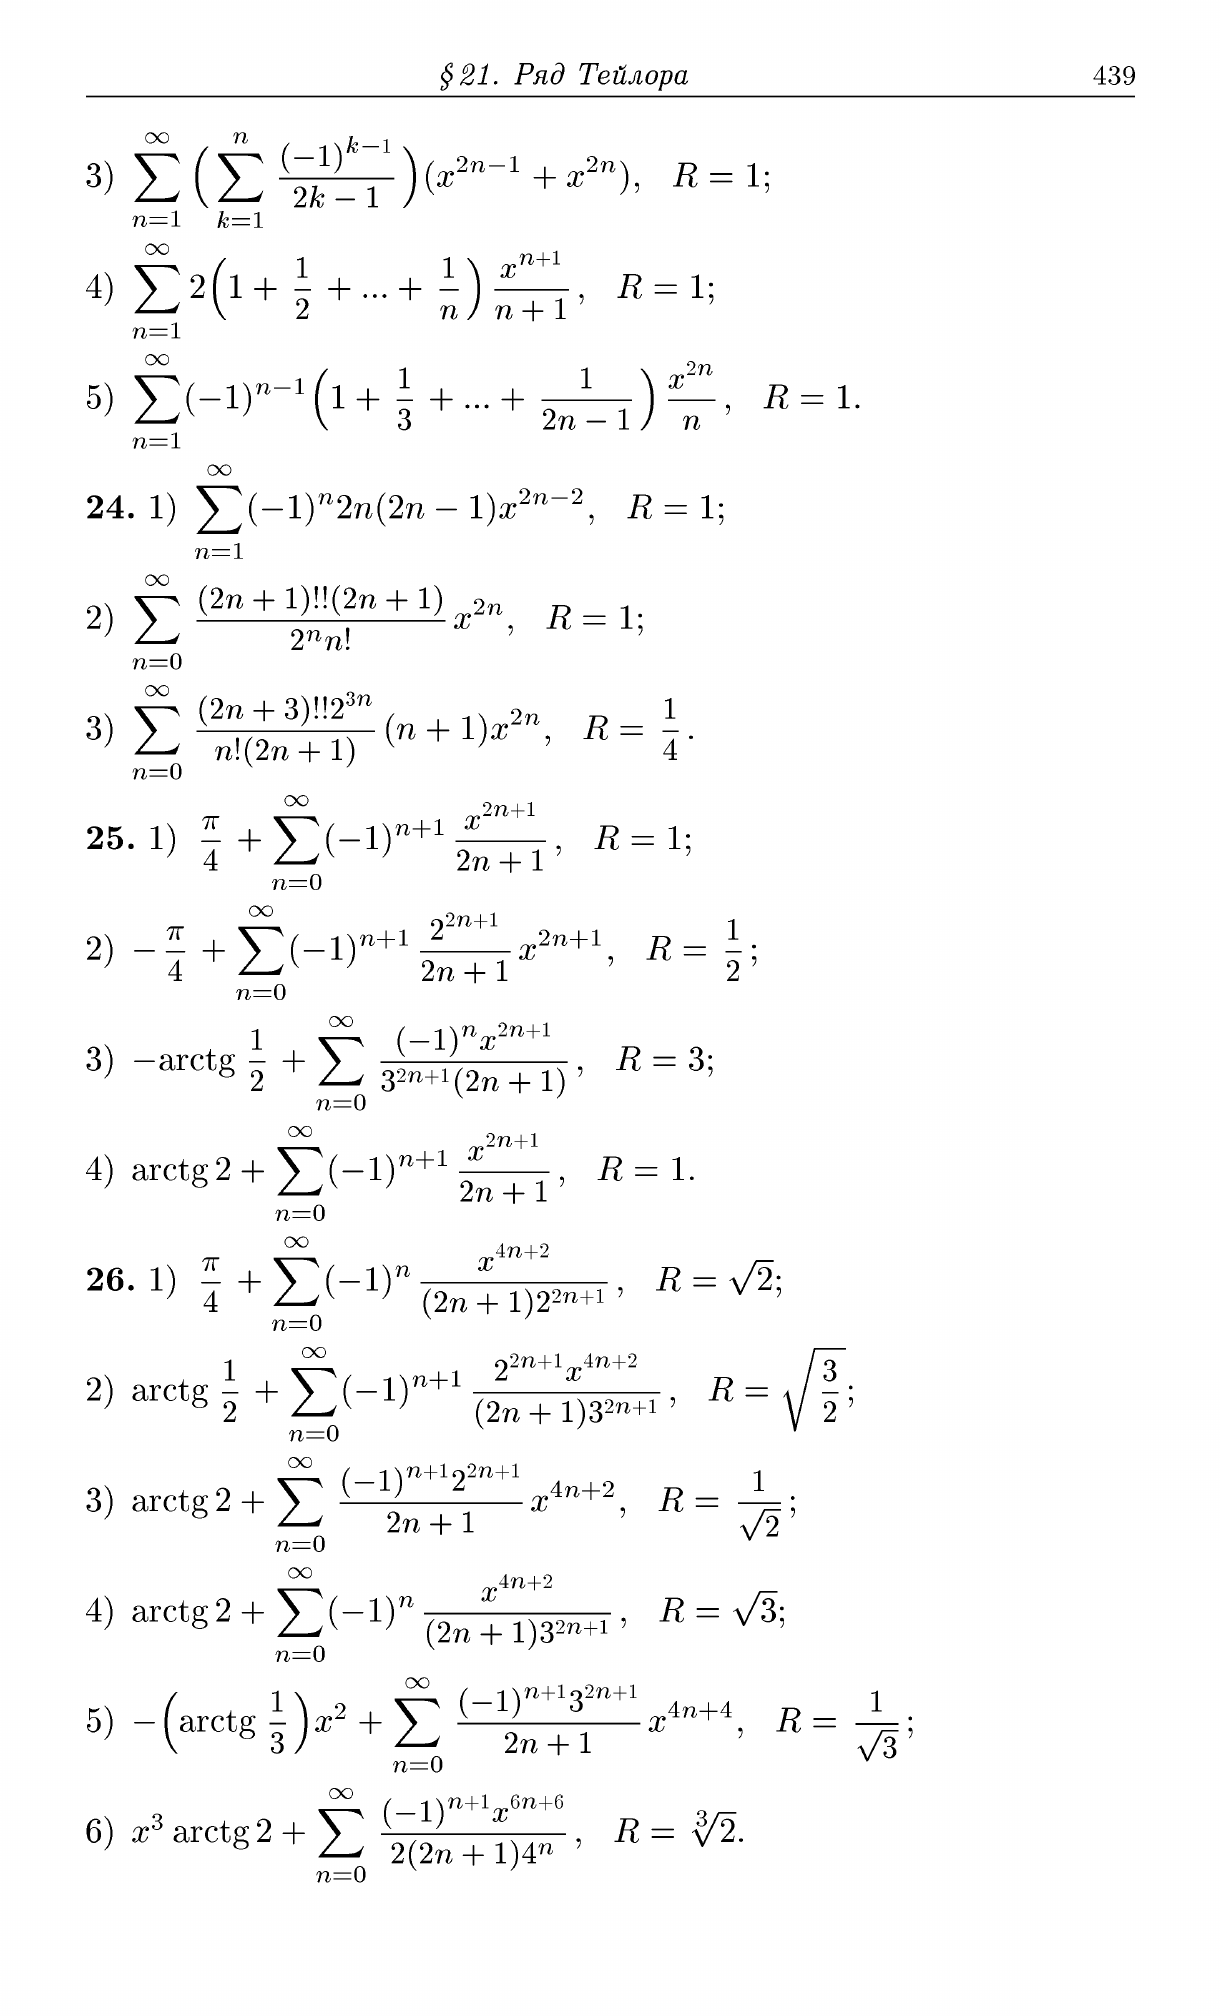 § 21. Ряд Тейлора 439
3) $\sum_{n=1}^{\infty} \Big( \sum_{k=1}^{n} \frac{(-1)^{k-1}}{2k-1} \Big) (x^{2n-1} + x^{2n}), \quad R = 1;$
4) $\sum_{n=1}^{\infty} 2 \Big( 1 + \frac{1}{2} + ... + \frac{1}{n} \Big) \frac{x^{n+1}}{n+1}, \quad R = 1;$
5) $\sum_{n=1}^{\infty} (-1)^{n-1} \Big( 1 + \frac{1}{3} + ... + \frac{1}{2n-1} \Big) \frac{x^{2n}}{n}, \quad R = 1.$
**24.** 1) $\sum_{n=1}^{\infty} (-1)^n 2n(2n-1)x^{2n-2}, \quad R = 1;$
2) $\sum_{n=0}^{\infty} \frac{(2n+1)!!(2n+1)}{2^n n!} x^{2n}, \quad R = 1;$
3) $\sum_{n=0}^{\infty} \frac{(2n+3)!!2^{3n}}{n!(2n+1)} (n+1)x^{2n}, \quad R = \frac{1}{4}.$
**25.** 1) $\frac{\pi}{4} + \sum_{n=0}^{\infty} (-1)^{n+1} \frac{x^{2n+1}}{2n+1}, \quad R = 1;$
2) $-\frac{\pi}{4} + \sum_{n=0}^{\infty} (-1)^{n+1} \frac{2^{2n+1}}{2n+1} x^{2n+1}, \quad R = \frac{1}{2};$
3) $-\text{arctg}\, \frac{1}{2} + \sum_{n=0}^{\infty} \frac{(-1)^n x^{2n+1}}{3^{2n+1}(2n+1)}, \quad R = 3;$
4) $\text{arctg}\, 2 + \sum_{n=0}^{\infty} (-1)^{n+1} \frac{x^{2n+1}}{2n+1}, \quad R = 1.$
**26.** 1) $\frac{\pi}{4} + \sum_{n=0}^{\infty} (-1)^n \frac{x^{4n+2}}{(2n+1)2^{2n+1}}, \quad R = \sqrt{2};$
2) $\text{arctg}\, \frac{1}{2} + \sum_{n=0}^{\infty} (-1)^{n+1} \frac{2^{2n+1}x^{4n+2}}{(2n+1)3^{2n+1}}, \quad R = \sqrt{\frac{3}{2}};$
3) $\text{arctg}\, 2 + \sum_{n=0}^{\infty} \frac{(-1)^{n+1}2^{2n+1}}{2n+1} x^{4n+2}, \quad R = \frac{1}{\sqrt{2}};$
4) $\text{arctg}\, 2 + \sum_{n=0}^{\infty} (-1)^n \frac{x^{4n+2}}{(2n+1)3^{2n+1}}, \quad R = \sqrt{3};$
5) $-\Big( \text{arctg}\, \frac{1}{3} \Big) x^2 + \sum_{n=0}^{\infty} \frac{(-1)^{n+1}3^{2n+1}}{2n+1} x^{4n+4}, \quad R = \frac{1}{\sqrt{3}};$
6) $x^3 \,\text{arctg}\, 2 + \sum_{n=0}^{\infty} \frac{(-1)^{n+1}x^{6n+6}}{2(2n+1)4^n}, \quad R = \sqrt[3]{2}.$